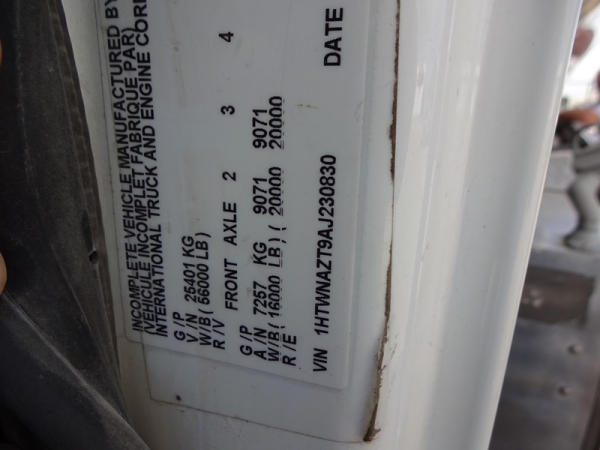 INCOMPLETE VEHICLE MANUFACTURED BY
(VEHICULE INCOMPLET FABRIQUE PAR)
INTERNATIONAL TRUCK AND ENGINE COR
G/P
V/N 25401 KG
W/B( 56000 LB)
R/V
FRONT AXLE 2 3 4
G/P
A/N 7257 KG 9071 9071
W/B( 16000 LB)( 20000 20000
R/E
VIN 1HTWNAZT9AJ230830 DATE